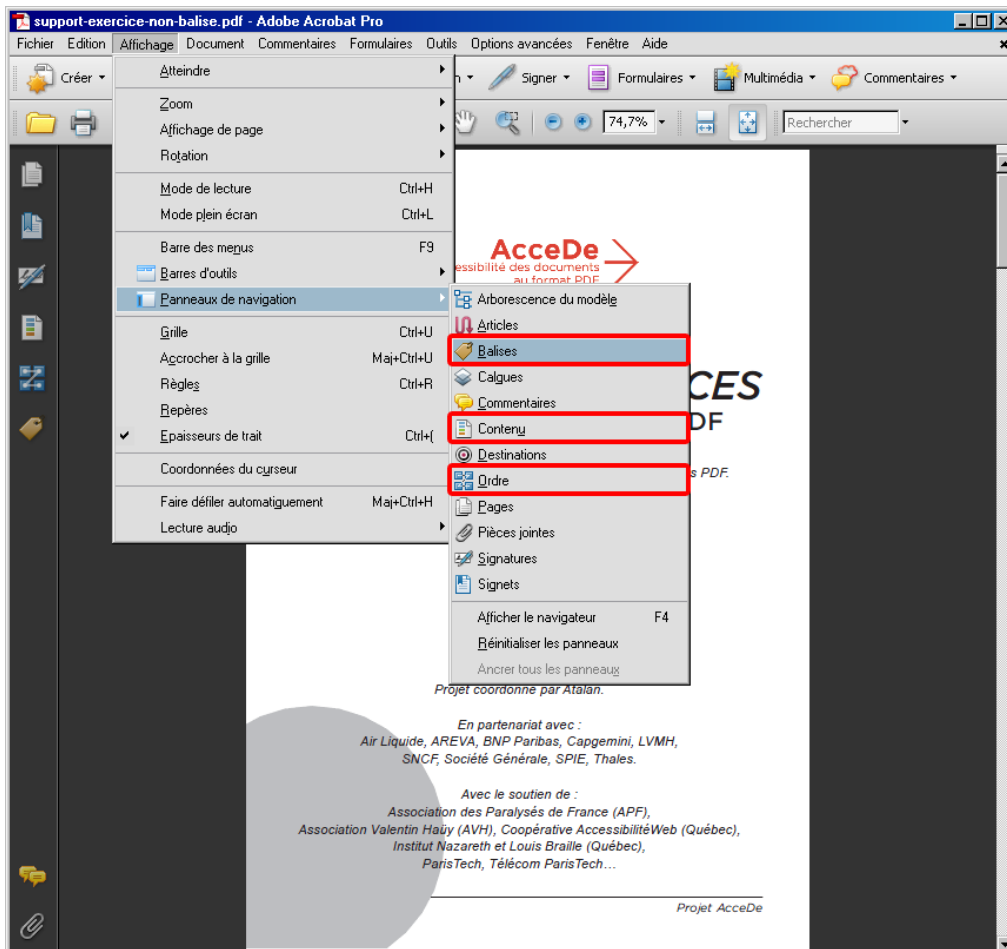 support-exercice-non-balise.pdf - Adobe Acrobat Pro
Fichier Edition Affichage Document Commentaires Formulaires Outils Options avancées Fenêtre Aide
Créer Signer Formulaires Multimédia Commentaires
74,7% Rechercher
Atteindre
Zoom
Affichage de page
Rotation
Mode de lecture Ctrl+H
Mode plein écran Ctrl+L
Barre des menus F9
Barres d'outils
Panneaux de navigation
Grille Ctrl+U
Accrocher à la grille Maj+Ctrl+U
Règles Ctrl+R
Repères
Epaisseurs de trait Ctrl+(
Coordonnées du curseur
Faire défiler automatiquement Maj+Ctrl+H
Lecture audio
Arborescence du modèle
Articles
Balises
Calques
Commentaires
Contenu
Destinations
Ordre
Pages
Pièces jointes
Signatures
Signets
Afficher le navigateur F4
Réinitialiser les panneaux
Ancrer tous les panneaux
AcceDe
essibilité des documents
au format PDF
CES
DF
s PDF.
Projet coordonné par Atalan.
En partenariat avec :
Air Liquide, AREVA, BNP Paribas, Capgemini, LVMH,
SNCF, Société Générale, SPIE, Thales.
Avec le soutien de :
Association des Paralysés de France (APF),
Association Valentin Haüy (AVH), Coopérative AccessibilitéWeb (Québec),
Institut Nazareth et Louis Braille (Québec),
ParisTech, Télécom ParisTech…
Projet AcceDe